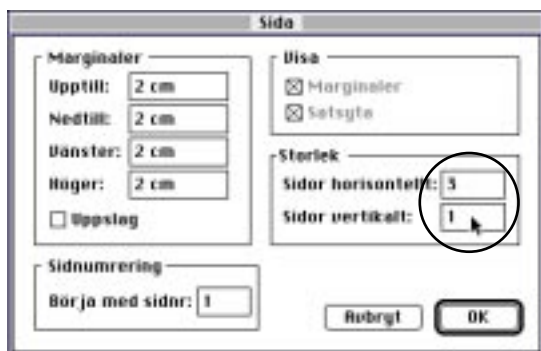 Sida
Marginaler
Upptill: 2 cm
Nedtill: 2 cm
Vänster: 2 cm
Höger: 2 cm
Uppslag
Visa
Marginaler
Satsyta
Storlek
Sidor horisontellt: 3
Sidor vertikalt: 1
Sidnumrering
Börja med sidnr: 1
Avbryt
OK